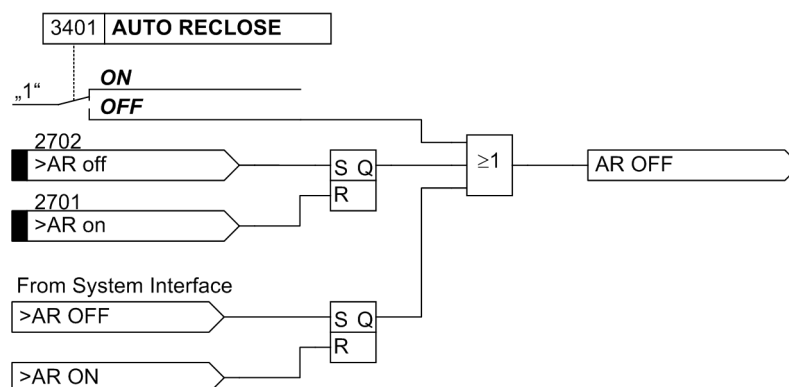 3401 AUTO RECLOSE
ON
„1“
OFF
2702
>AR off
S Q
R
≥1
AR OFF
2701
>AR on
From System Interface
>AR OFF
S Q
R
>AR ON